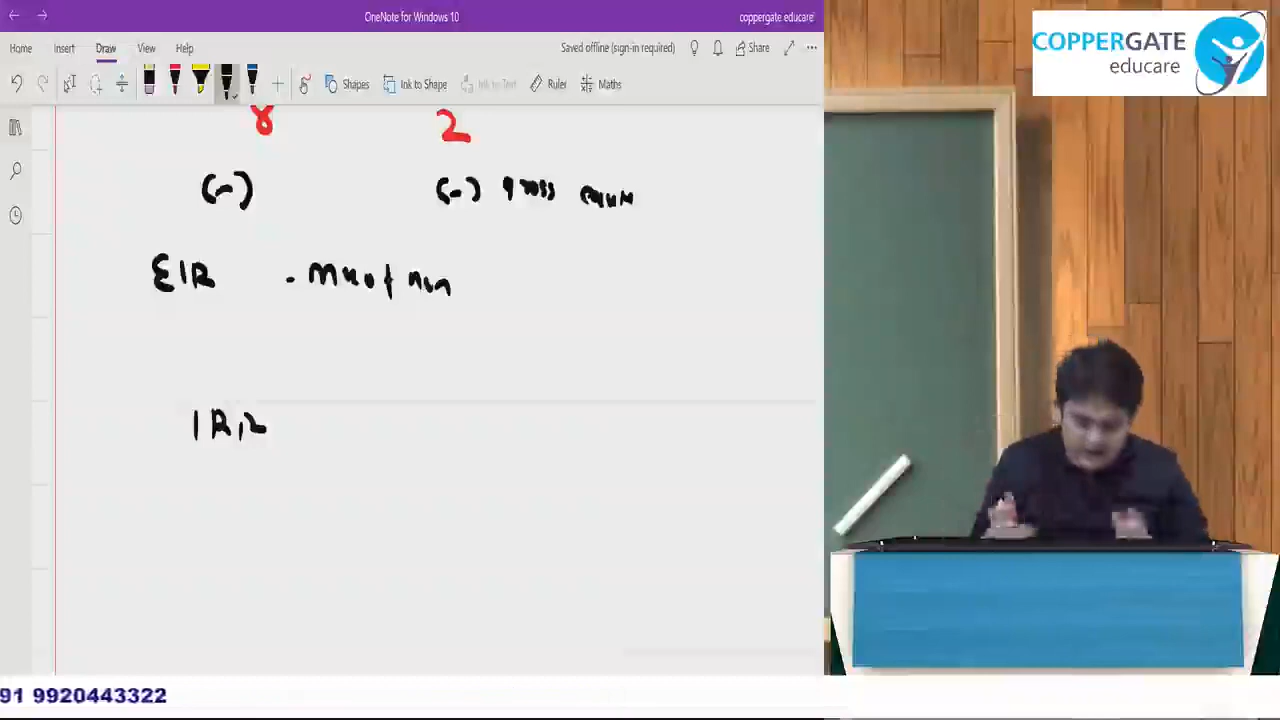 OneNote for Windows 10
coppergate educare
Home Insert Draw View Help
Saved offline (sign-in required)
Share
Shapes
Ink to Shape
Ink to Text
Ruler
Maths
COPPERGATE
educare
8 2
(-) (-) gross
EIR -
IRR
91 9920443322